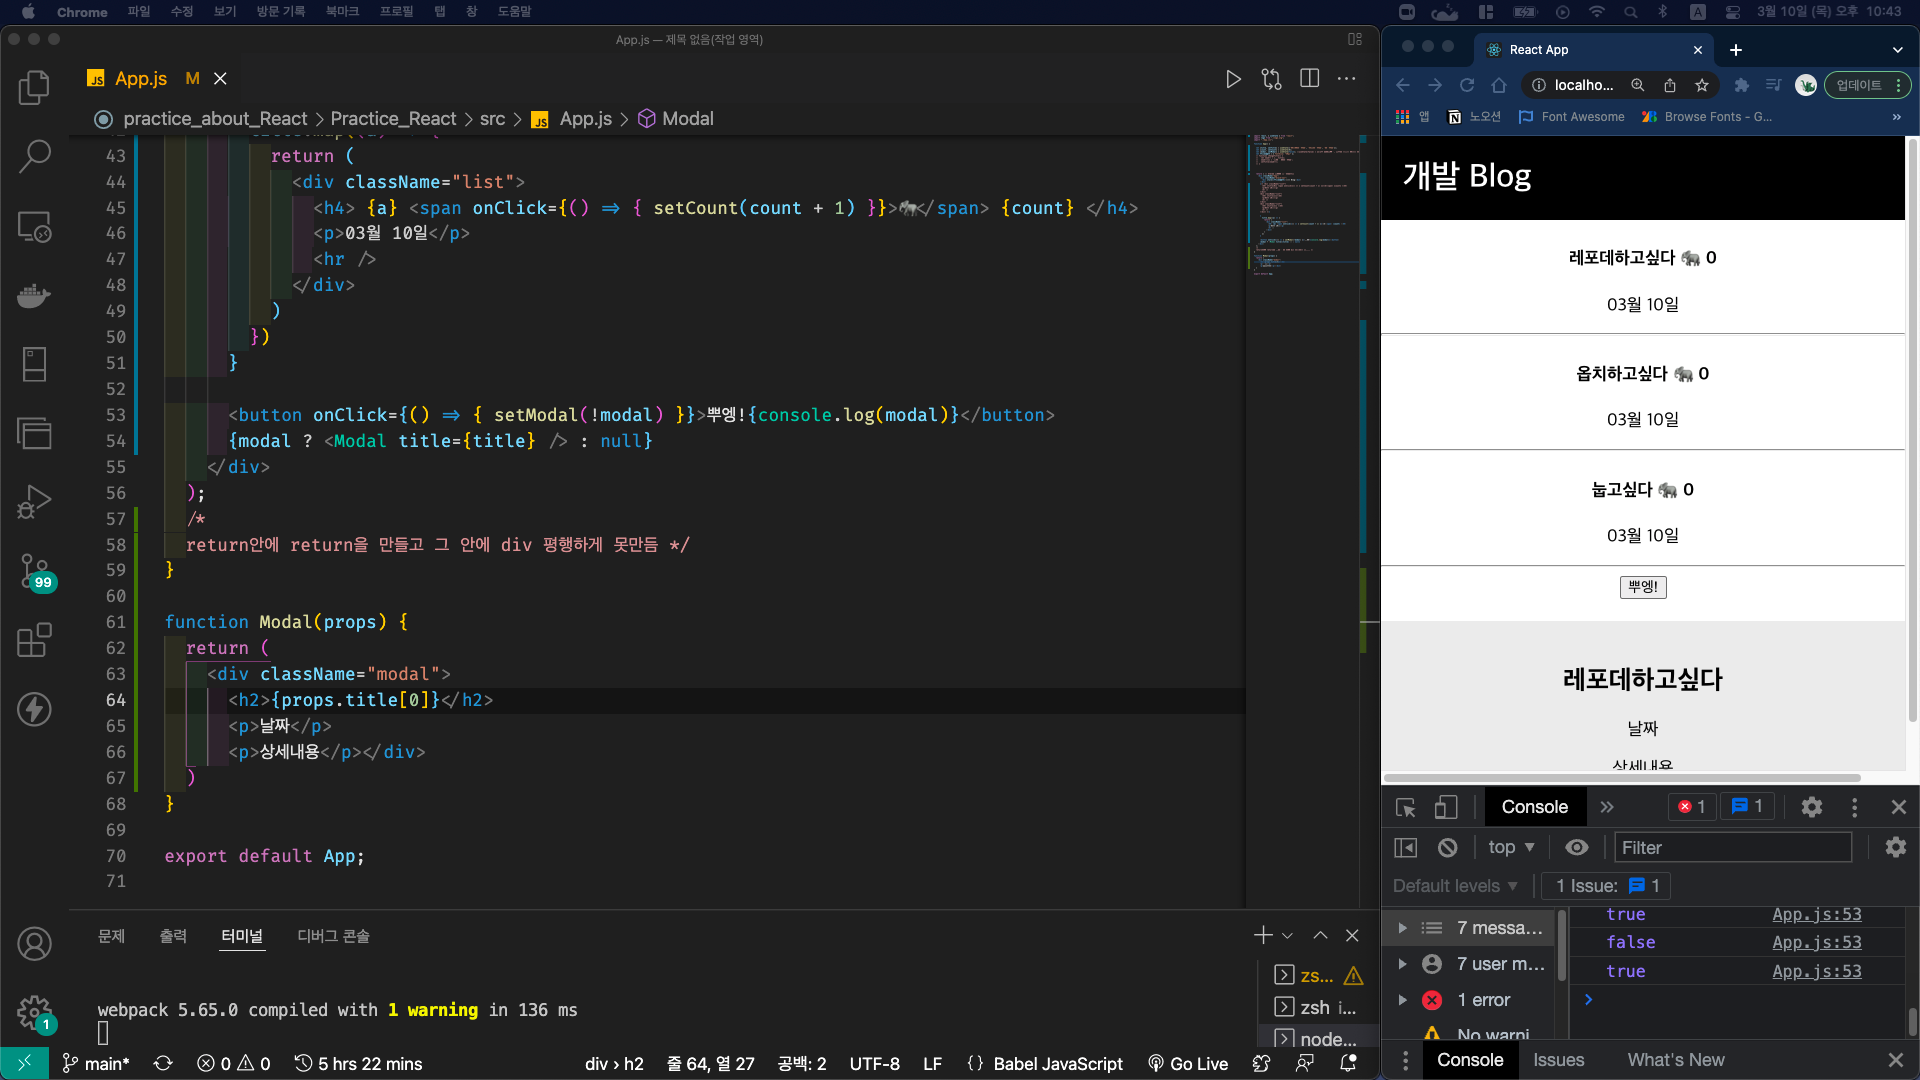 Chrome 파일 수정 보기 방문 기록 북마크 프로필 탭 창 도움말 3월 10일 (목) 오후 10:43
App.js — 제목 없음(작업 영역)
JS App.js M
practice_about_React > Practice_React > src > JS App.js > Modal
43 return (
44 <div className="list">
45 <h4> {a} <span onClick={() => { setCount(count + 1) }}>🐘</span> {count} </h4>
46 <p>03월 10일</p>
47 <hr />
48 </div>
49 )
50 })
51 }
52
53 <button onClick={() => { setModal(!modal) }}>뿌엥!{console.log(modal)}</button>
54 {modal ? <Modal title={title} /> : null}
55 </div>
56 );
57 /*
58 return안에 return을 만들고 그 안에 div 평행하게 못만듬 */
59 }
60
61 function Modal(props) {
62 return (
63 <div className="modal">
64 <h2>{props.title[0]}</h2>
65 <p>날짜</p>
66 <p>상세내용</p></div>
67 )
68 }
69
70 export default App;
71
문제 출력 터미널 디버그 콘솔
webpack 5.65.0 compiled with 1 warning in 136 ms
zs...
zsh i...
node...
99
1
main* 0 0 5 hrs 22 mins div > h2 줄 64, 열 27 공백: 2 UTF-8 LF {} Babel JavaScript Go Live
React App
localho... 업데이트
앱 노오션 Font Awesome Browse Fonts - G... »
개발 Blog
레포데하고싶다 🐘 0
03월 10일
옵치하고싶다 🐘 0
03월 10일
눕고싶다 🐘 0
03월 10일
뿌엥!
레포데하고싶다
날짜
상세내용
Console » 1 1
top ▼ Filter
Default levels ▼ 1 Issue: 1
7 messa...
7 user m...
1 error
No warni
true App.js:53
false App.js:53
true App.js:53
Console Issues What's New